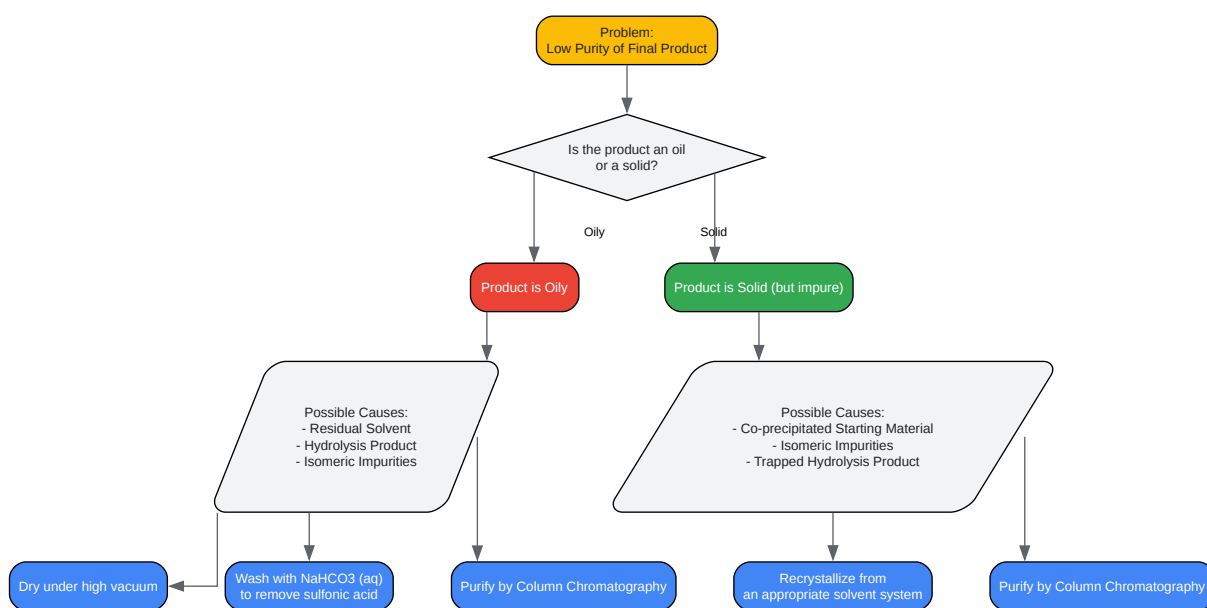 Problem:
Low Purity of Final Product
Is the product an oil
or a solid?
Oily
Solid
Product is Oily
Product is Solid (but impure)
Possible Causes:
- Residual Solvent
- Hydrolysis Product
- Isomeric Impurities
Possible Causes:
- Co-precipitated Starting Material
- Isomeric Impurities
- Trapped Hydrolysis Product
Dry under high vacuum
Wash with NaHCO3 (aq)
to remove sulfonic acid
Purify by Column Chromatography
Recrystallize from
an appropriate solvent system
Purify by Column Chromatography